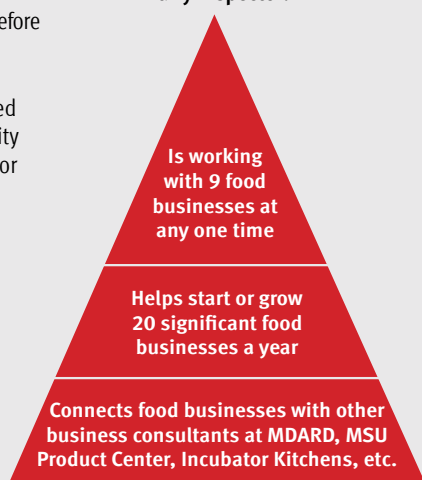 efore
ed
ity
or
Is working
with 9 food
businesses at
any one time
Helps start or grow
20 significant food
businesses a year
Connects food businesses with other
business consultants at MDARD, MSU
Product Center, Incubator Kitchens, etc.